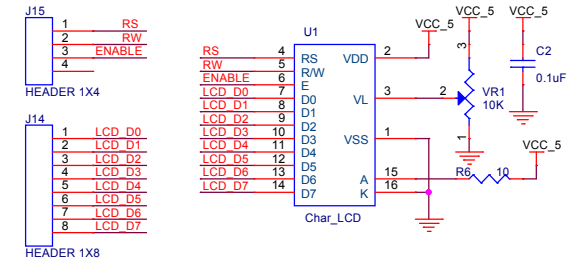 J15
1 RS
2 RW
3 ENABLE
4
HEADER 1X4
J14
1 LCD_D0
2 LCD_D1
3 LCD_D2
4 LCD_D3
5 LCD_D4
6 LCD_D5
7 LCD_D6
8 LCD_D7
HEADER 1X8
U1
RS 4 RS VDD 2
RW 5 R/W
ENABLE 6 E
LCD_D0 7 D0 VL 3
LCD_D1 8 D1
LCD_D2 9 D2
LCD_D3 10 D3 VSS 1
LCD_D4 11 D4
LCD_D5 12 D5
LCD_D6 13 D6 A 15
LCD_D7 14 D7 K 16
Char_LCD
VCC_5
VCC_5
3
2
VR1
10K
1
VCC_5
C2
0.1uF
VCC_5
R6 10